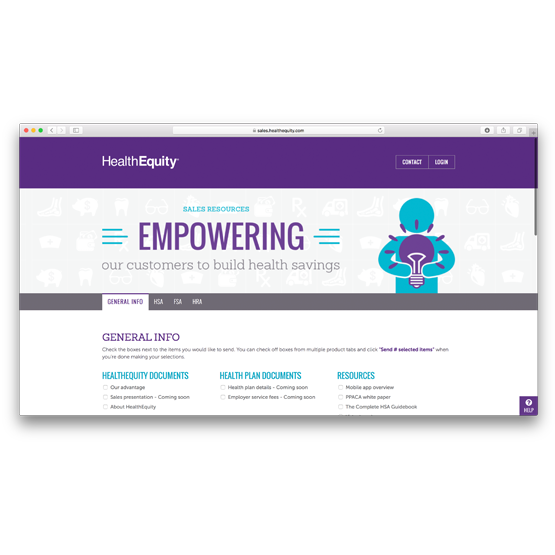 sales.healthequity.com
HealthEquity
CONTACT
LOGIN
SALES RESOURCES
EMPOWERING
our customers to build health savings
GENERAL INFO
HSA
FSA
HRA
GENERAL INFO
Check the boxes next to the items you would like to send. You can check off boxes from multiple product tabs and click "Send # selected items" when
you're done making your selections.
HEALTHEQUITY DOCUMENTS
Our advantage
Sales presentation - Coming soon
About HealthEquity
HEALTH PLAN DOCUMENTS
Health plan details - Coming soon
Employer service fees - Coming soon
RESOURCES
Mobile app overview
PPACA white paper
The Complete HSA Guidebook
? HELP